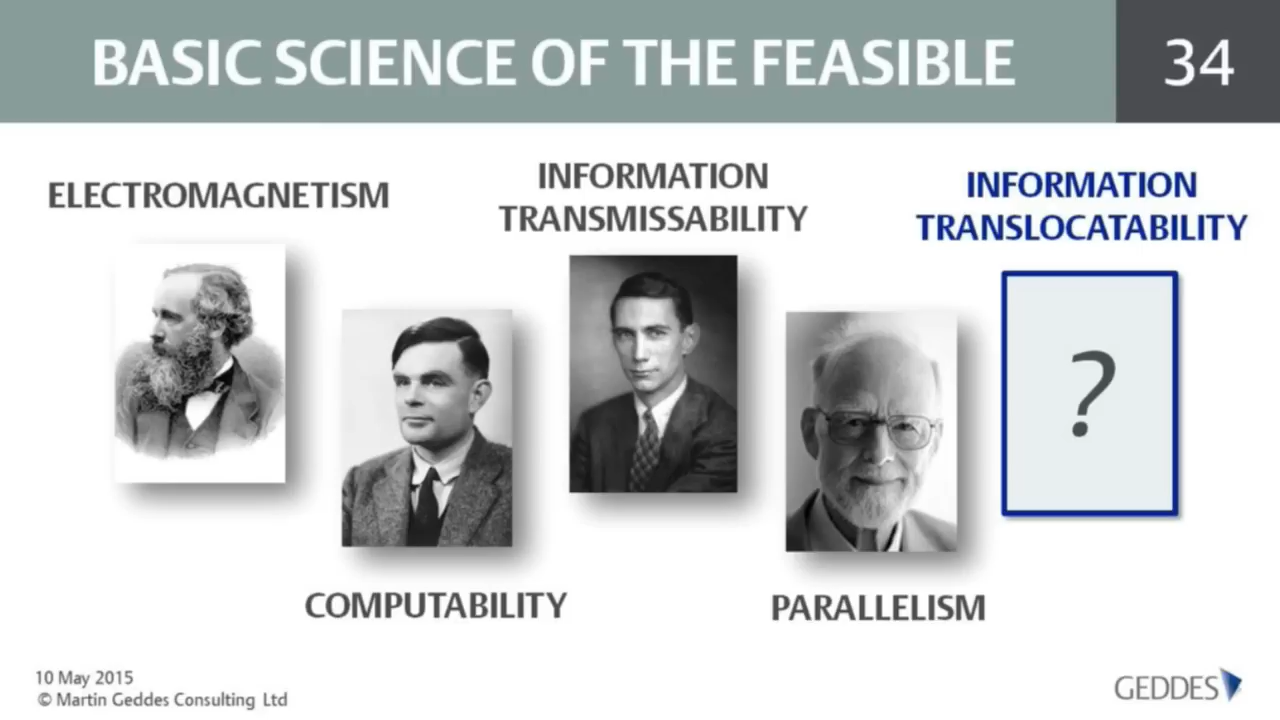 BASIC SCIENCE OF THE FEASIBLE
34
ELECTROMAGNETISM
INFORMATION
TRANSMISSABILITY
INFORMATION
TRANSLOCATABILITY
?
COMPUTABILITY
PARALLELISM
10 May 2015
© Martin Geddes Consulting Ltd
GEDDES